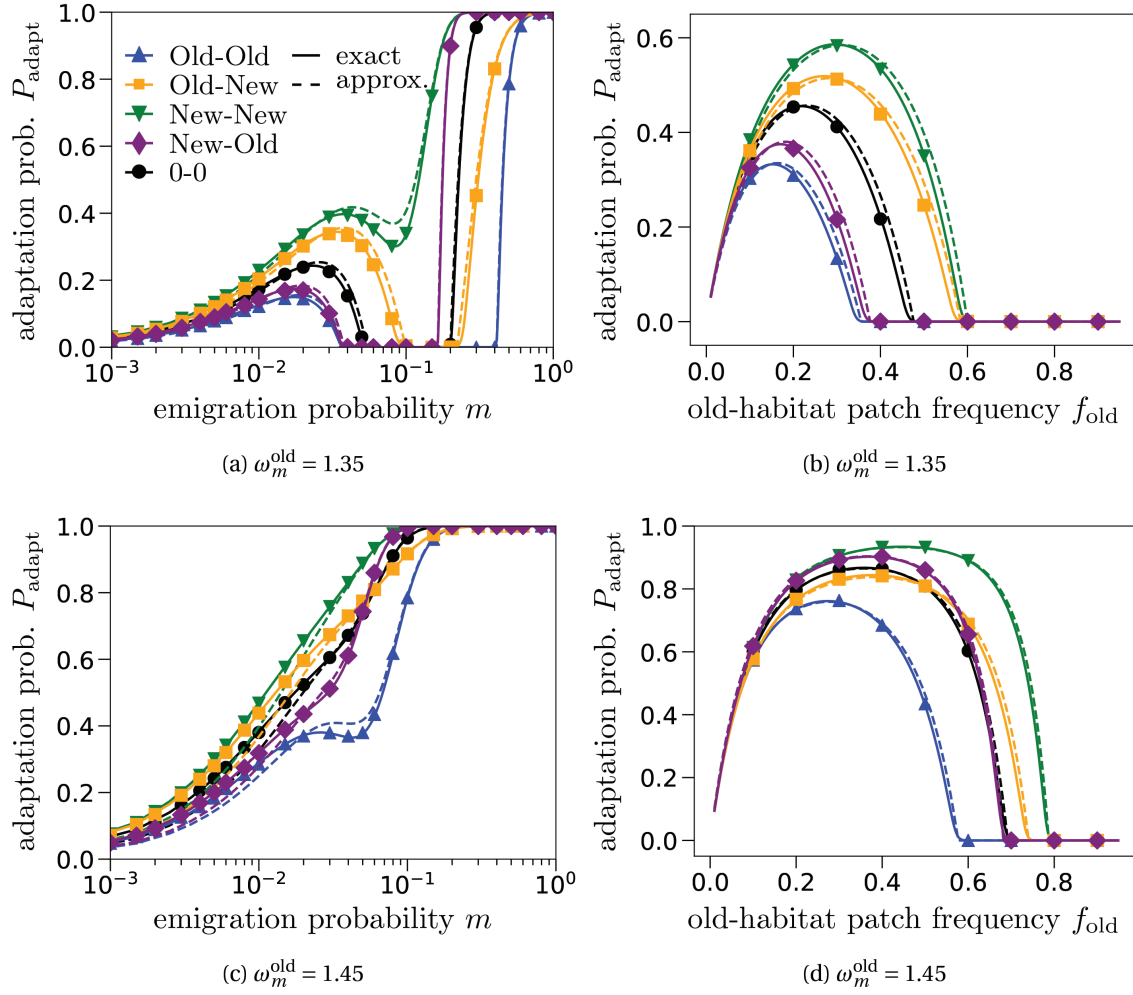 adaptation prob. P_adapt
1.0
0.8
0.6
0.4
0.2
0.0
Old-Old
Old-New
New-New
New-Old
0-0
exact
approx.
10⁻³
10⁻²
10⁻¹
10⁰
emigration probability m
(a) ω_m^old = 1.35
adaptation prob. P_adapt
0.6
0.4
0.2
0.0
0.0
0.2
0.4
0.6
0.8
old-habitat patch frequency f_old
(b) ω_m^old = 1.35
adaptation prob. P_adapt
1.0
0.8
0.6
0.4
0.2
0.0
10⁻³
10⁻²
10⁻¹
10⁰
emigration probability m
(c) ω_m^old = 1.45
adaptation prob. P_adapt
1.0
0.8
0.6
0.4
0.2
0.0
0.0
0.2
0.4
0.6
0.8
old-habitat patch frequency f_old
(d) ω_m^old = 1.45